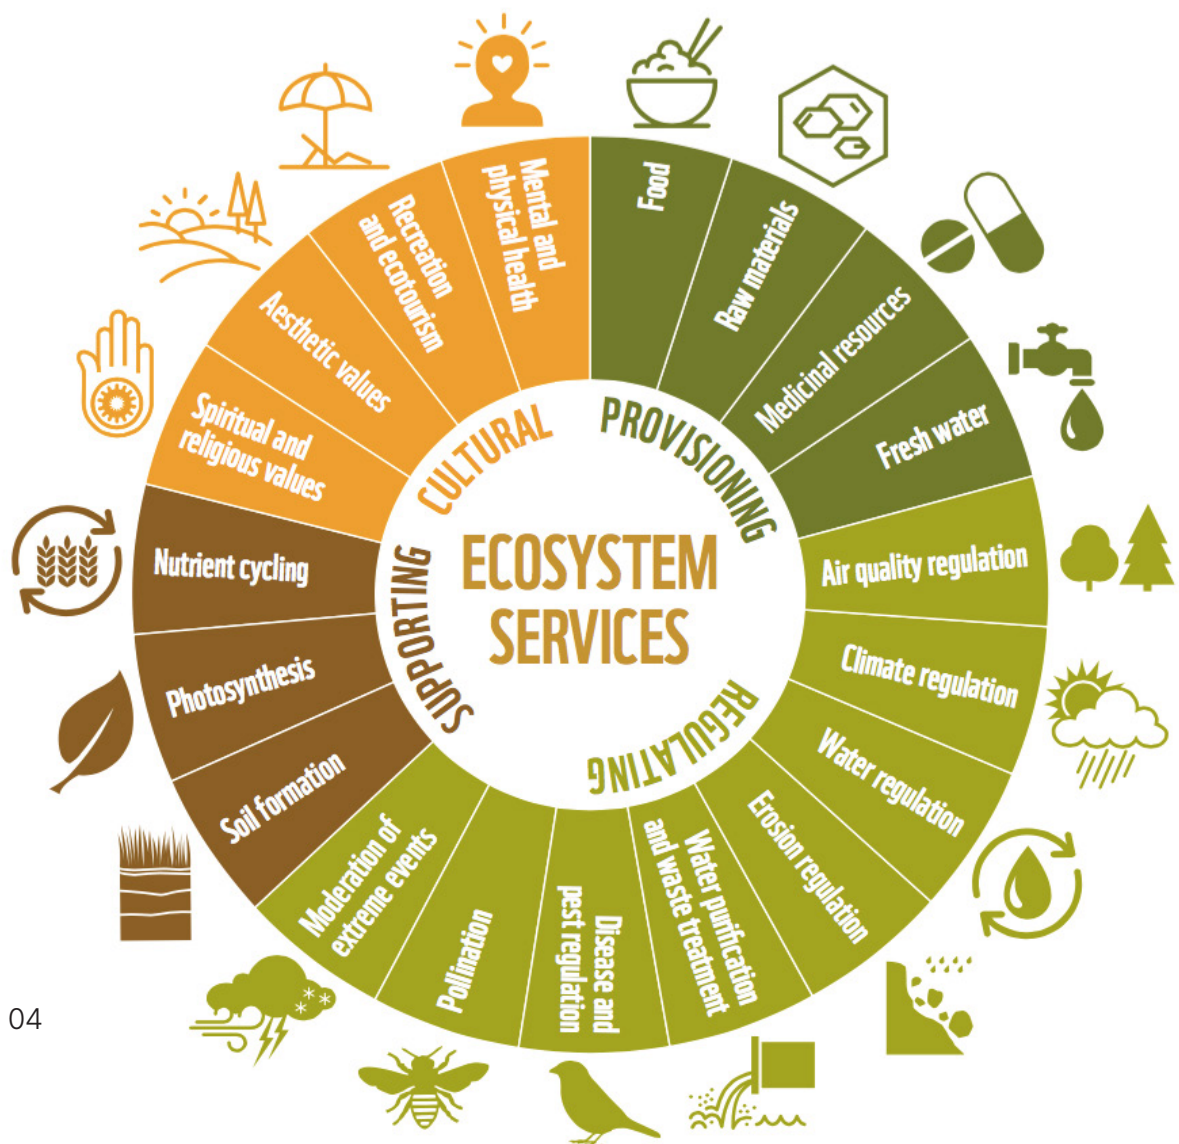 ECOSYSTEM
SERVICES
PROVISIONING
Food
Raw materials
Medicinal resources
Fresh water
REGULATING
Air quality regulation
Climate regulation
Water regulation
Erosion regulation
Water purification
and waste treatment
Disease and
pest regulation
Pollination
Moderation of
extreme events
SUPPORTING
Soil formation
Photosynthesis
Nutrient cycling
CULTURAL
Spiritual and
religious values
Aesthetic values
Recreation
and ecotourism
Mental and
physical health
04